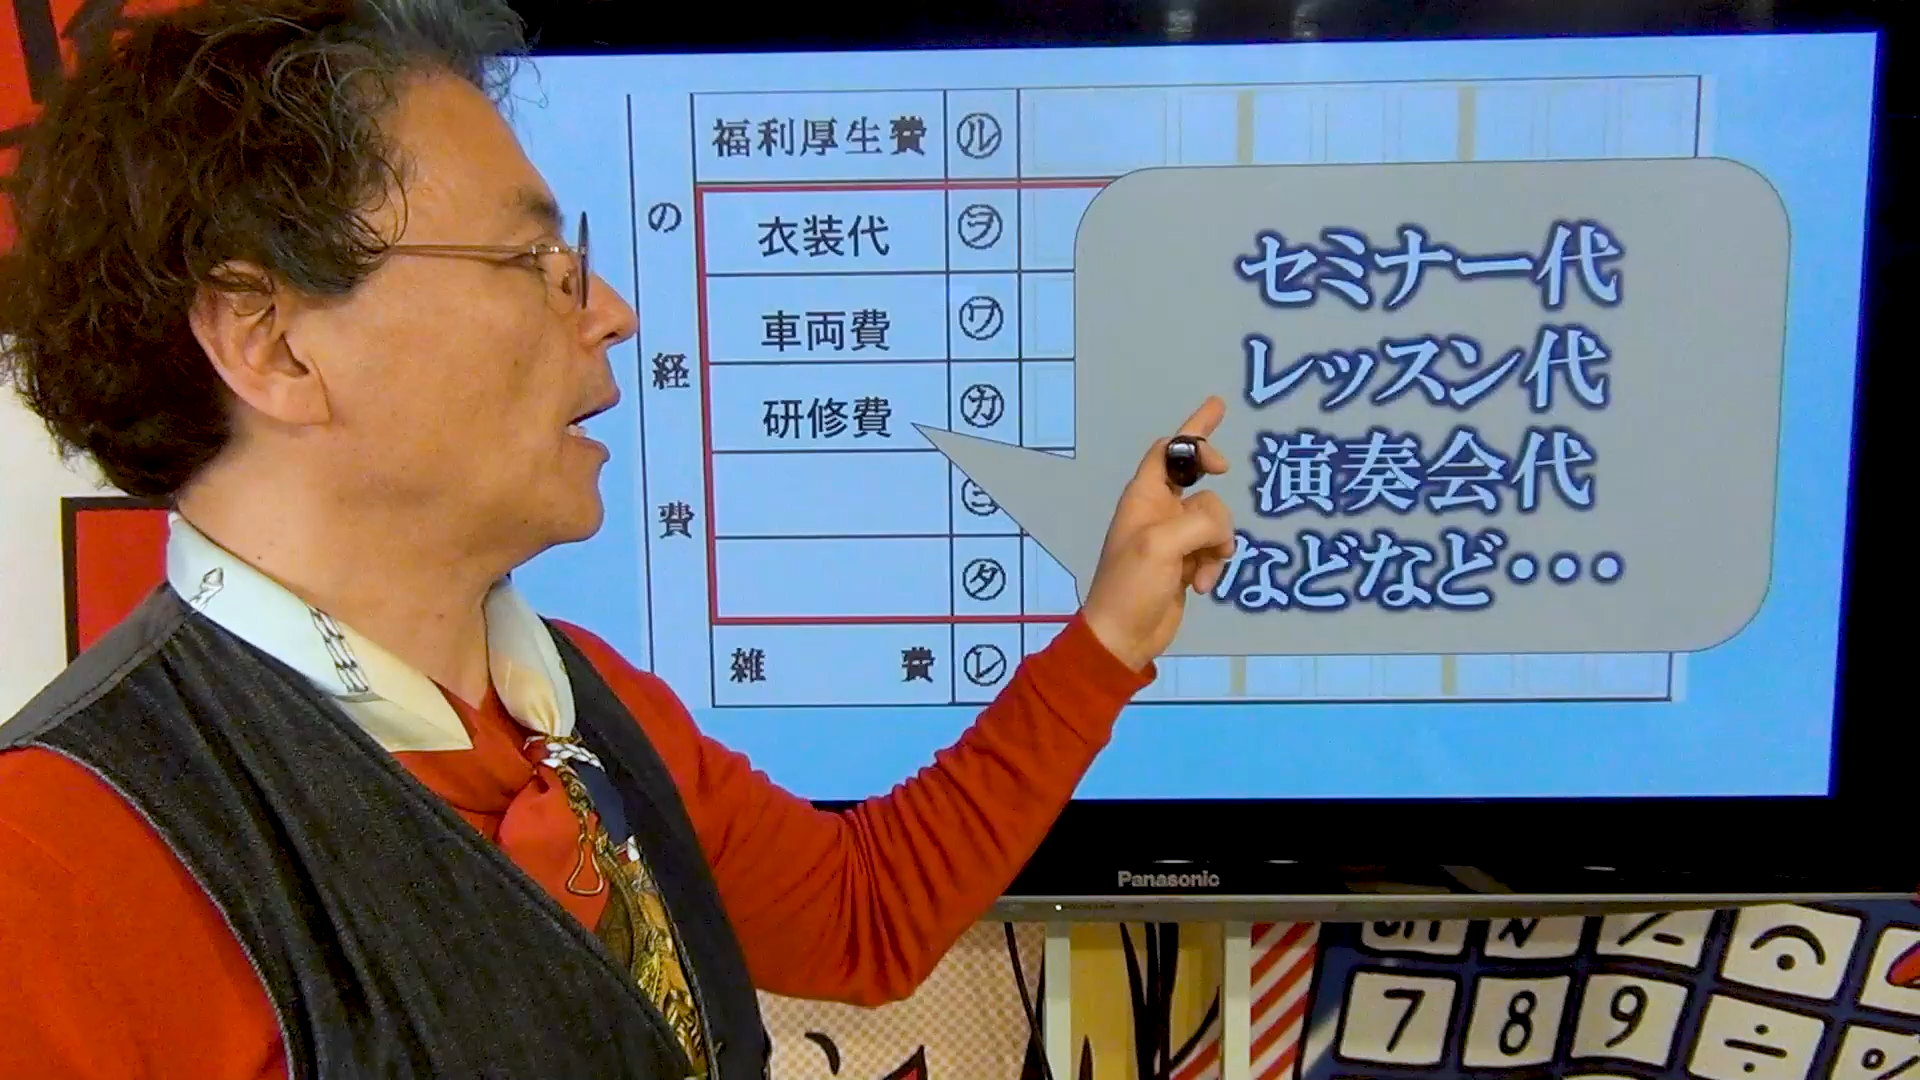 福利厚生費 ㋸
衣装代 ㋾
車両費 ㋻
研修費 ㋕
㋵
㋟
雑費 ㋹
の経費
セミナー代
レッスン代
演奏会代
などなど・・・
Panasonic
7 8 9 ÷